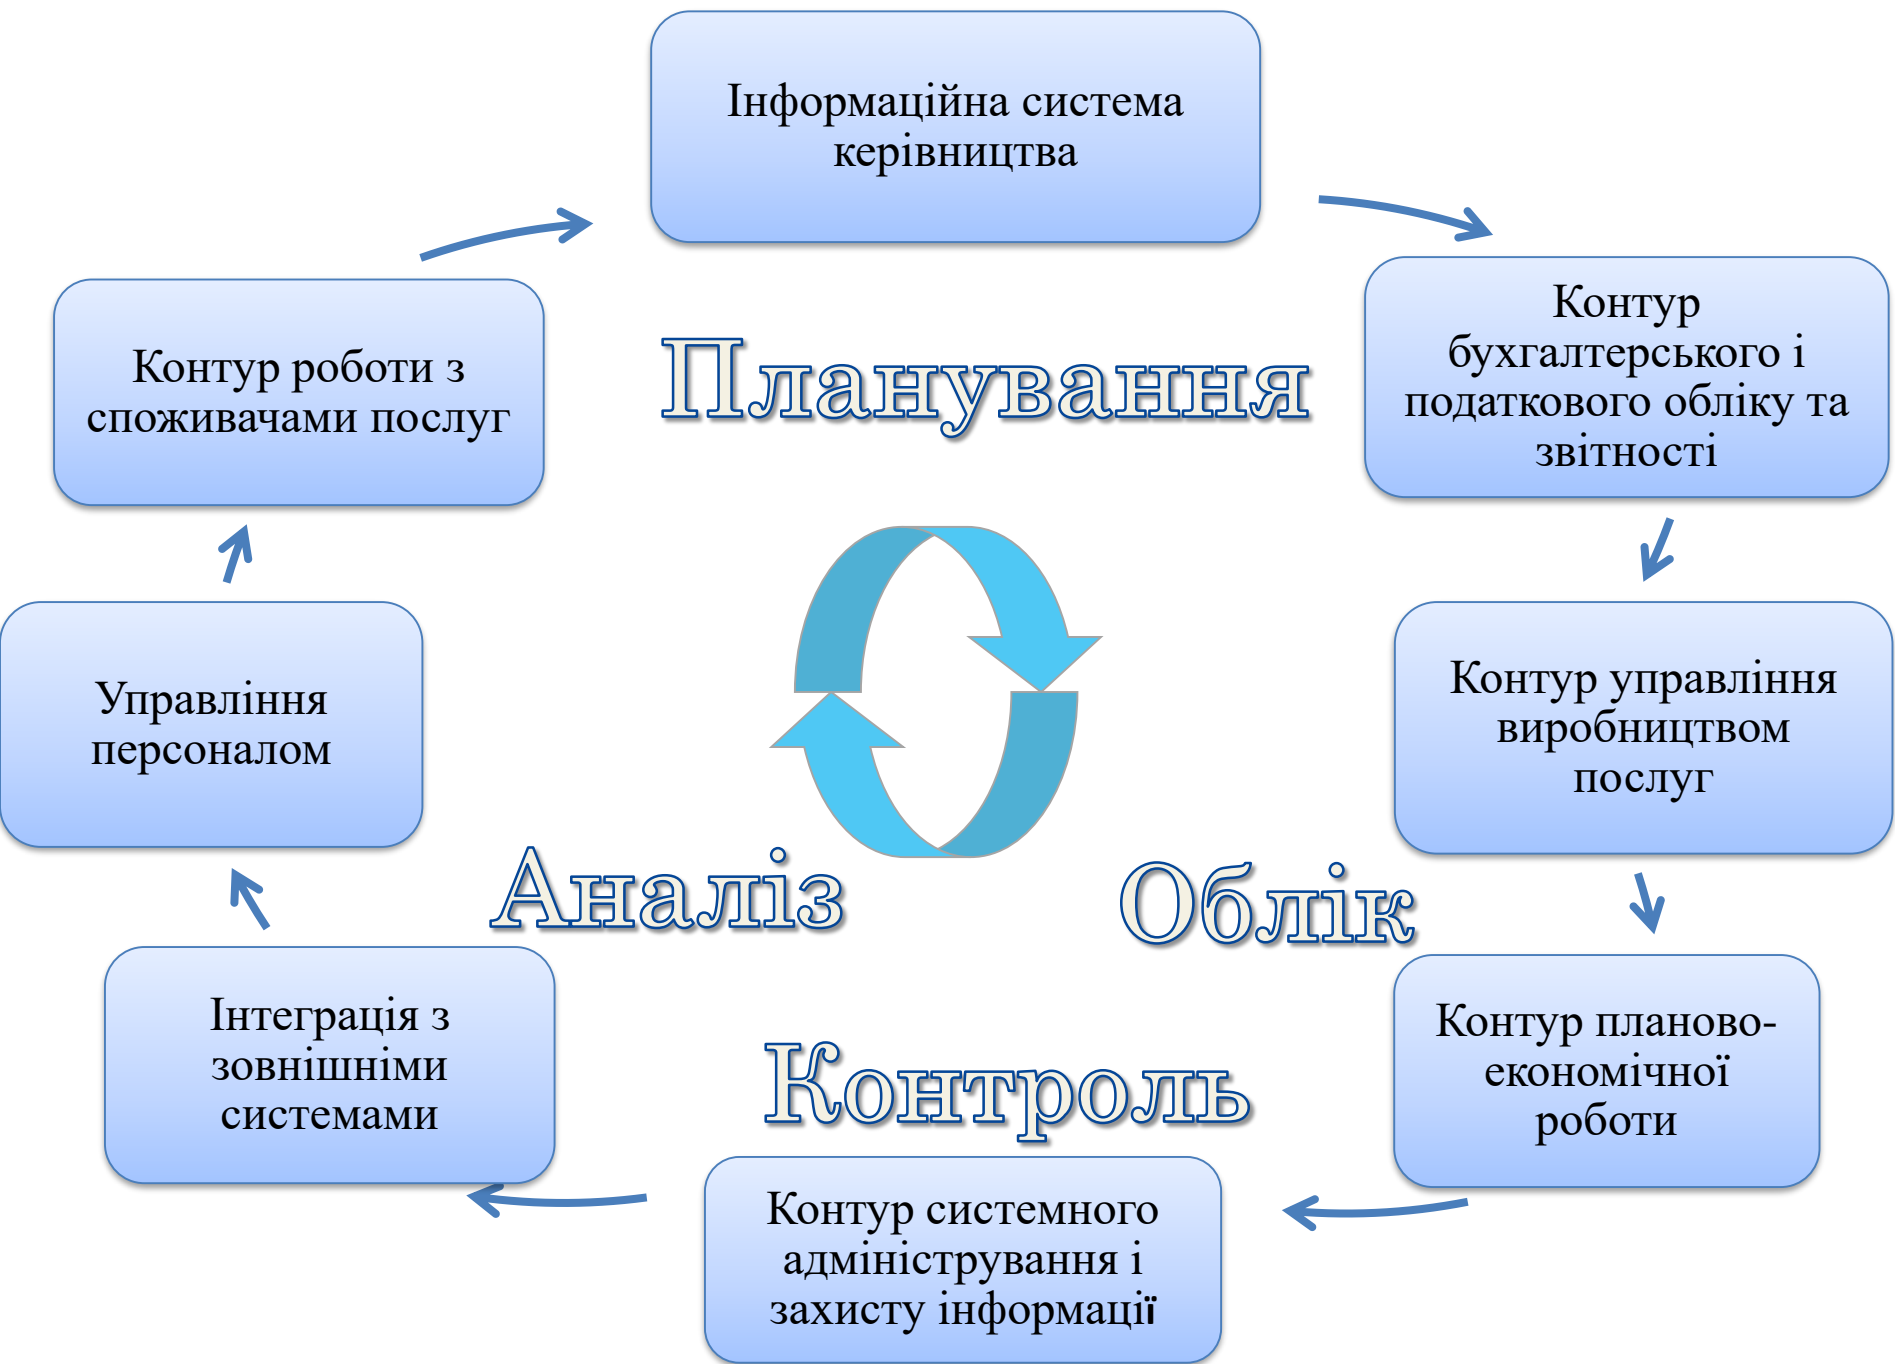 Інформаційна система
керівництва
Контур
бухгалтерського і
податкового обліку та
звітності
Контур управління
виробництвом
послуг
Контур планово-
економічної
роботи
Контур системного
адміністрування і
захисту інформації
Інтеграція з
зовнішніми
системами
Управління
персоналом
Контур роботи з
споживачами послуг
Планування
Облік
Контроль
Аналіз